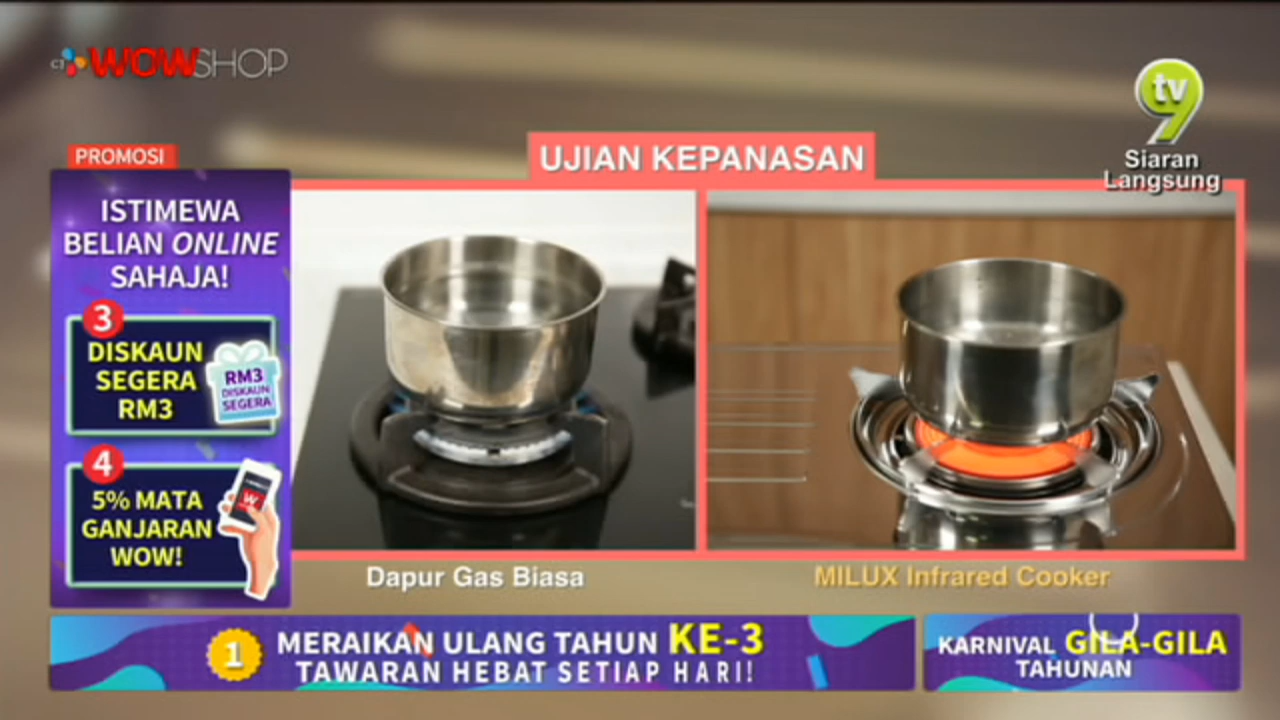 CJ WOWSHOP
tv9
Siaran
Langsung
PROMOSI
UJIAN KEPANASAN
ISTIMEWA
BELIAN ONLINE
SAHAJA!
3
DISKAUN
SEGERA
RM3
RM3
DISKAUN
SEGERA
4
5% MATA
GANJARAN
WOW!
W
Dapur Gas Biasa
MILUX Infrared Cooker
1
MERAIKAN ULANG TAHUN KE-3
TAWARAN HEBAT SETIAP HARI!
KARNIVAL GILA-GILA
TAHUNAN